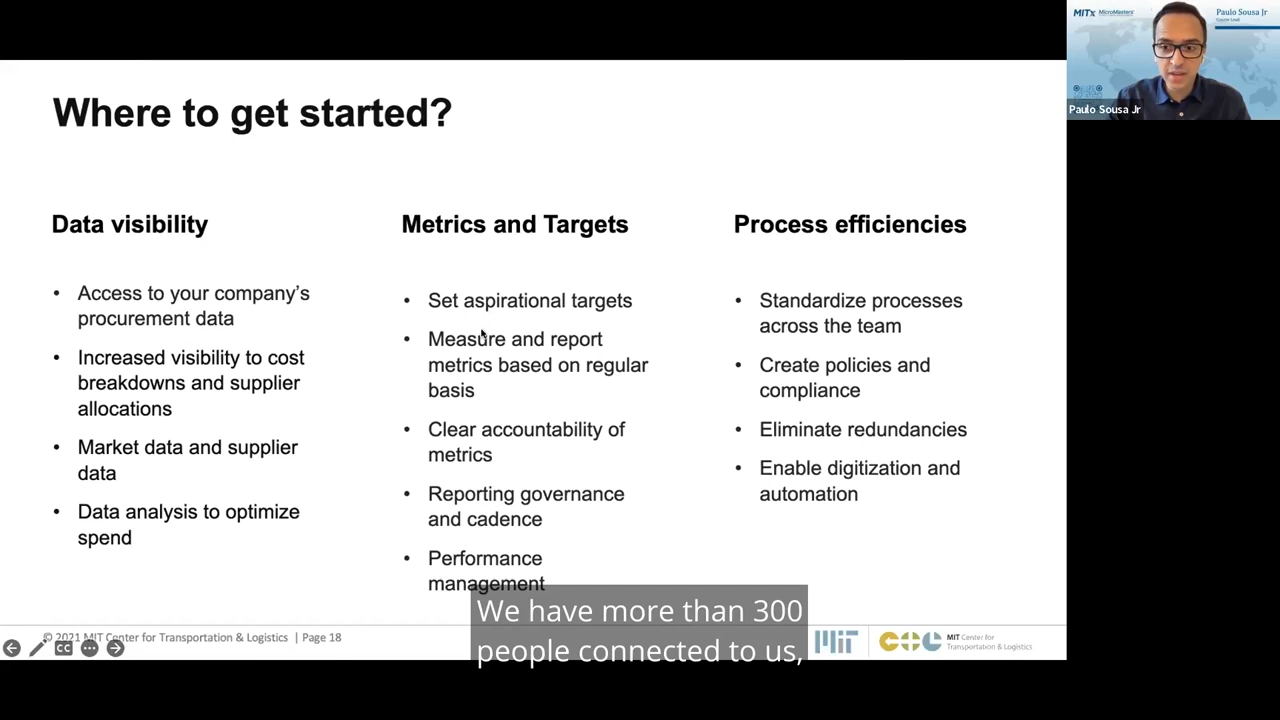 Where to get started?
Data visibility
• Access to your company's
procurement data
• Increased visibility to cost
breakdowns and supplier
allocations
• Market data and supplier
data
• Data analysis to optimize
spend
Metrics and Targets
• Set aspirational targets
• Measure and report
metrics based on regular
basis
• Clear accountability of
metrics
• Reporting governance
and cadence
• Performance
management
Process efficiencies
• Standardize processes
across the team
• Create policies and
compliance
• Eliminate redundancies
• Enable digitization and
automation
We have more than 300
people connected to us,
© 2021 MIT Center for Transportation & Logistics | Page 18
CC
MIT
CTL
MIT Center for
Transportation & Logistics
MITx MicroMasters
Paulo Sousa Jr
Course Lead
Paulo Sousa Jr